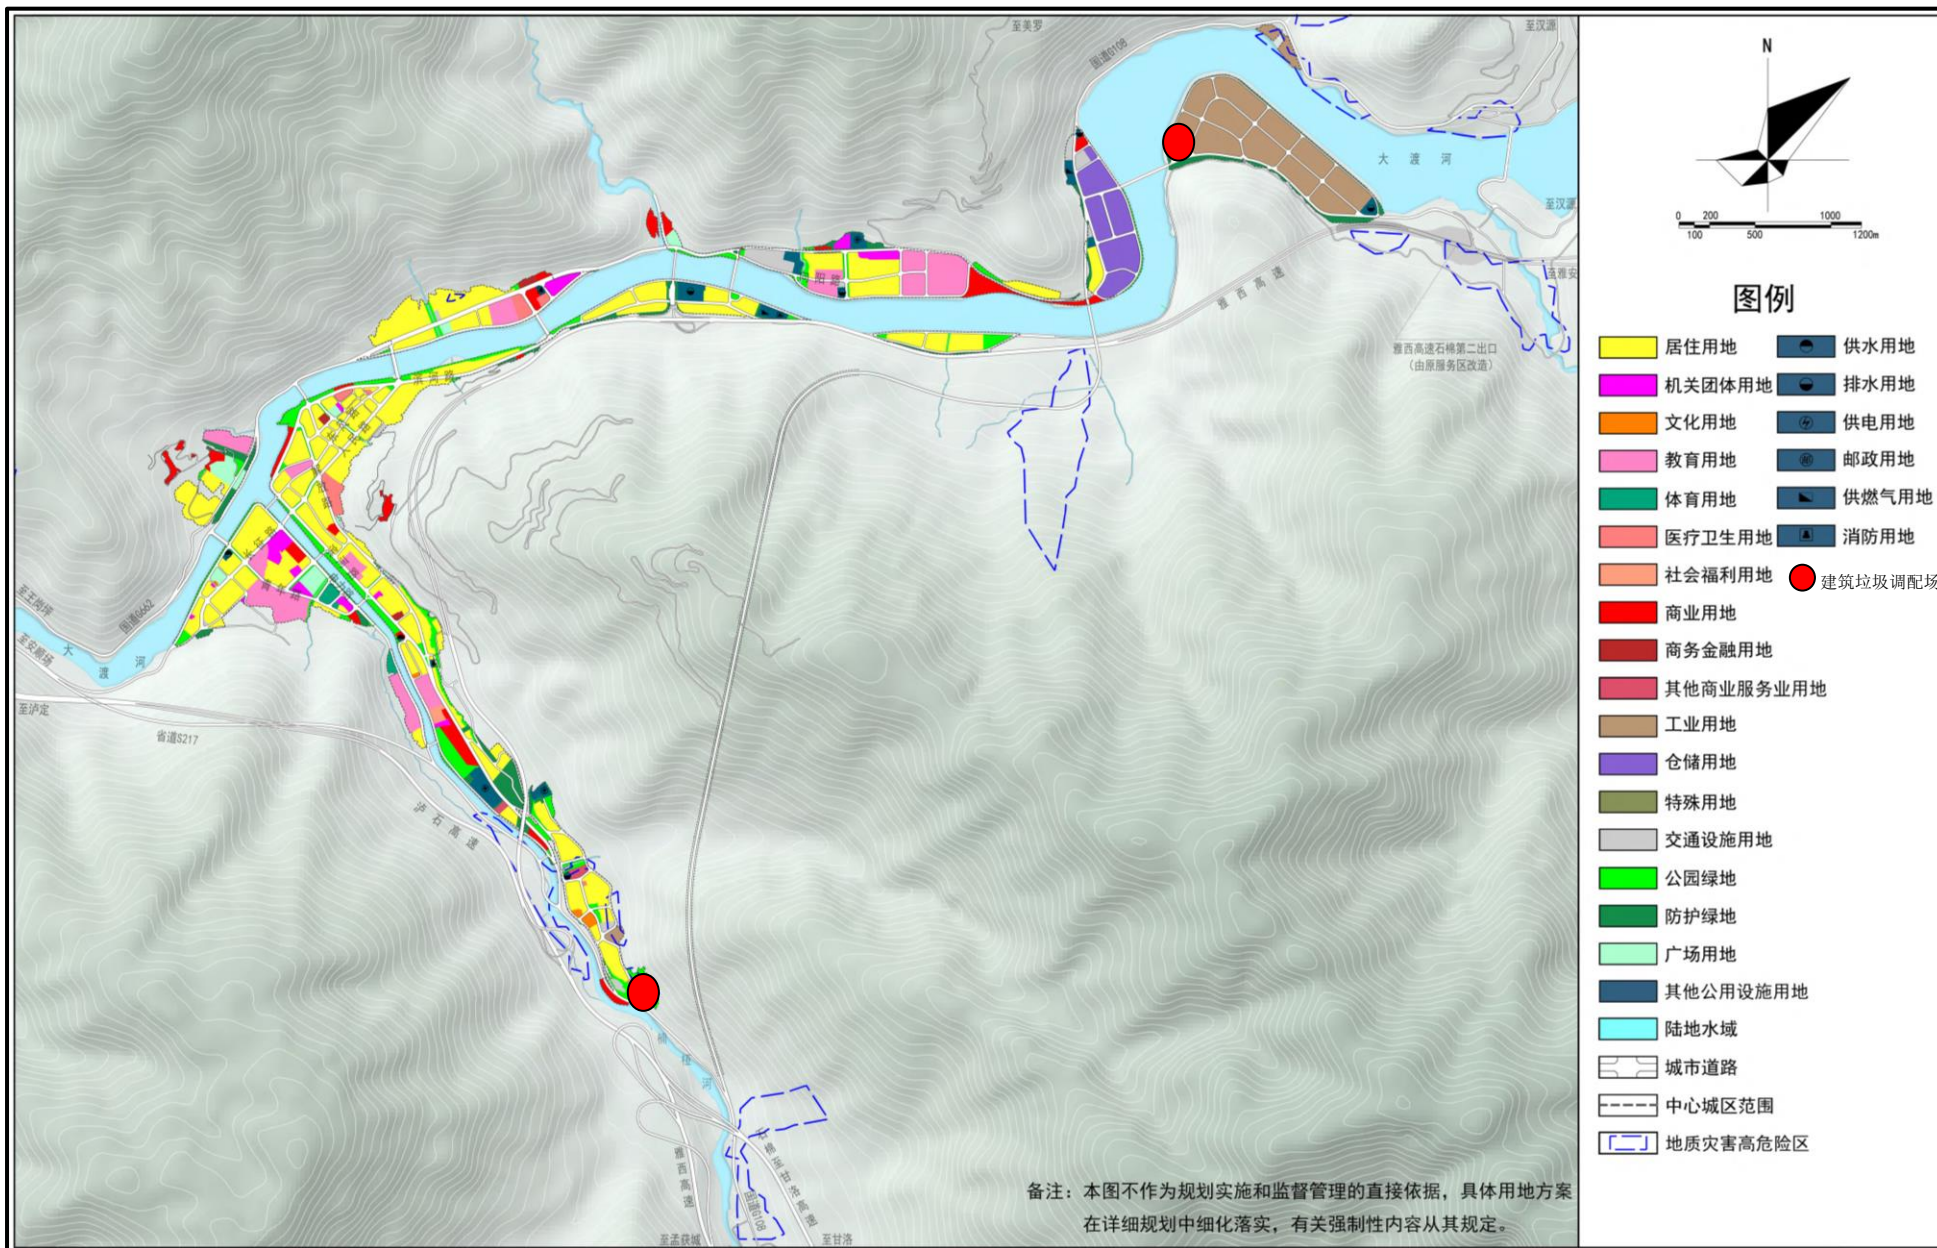 至美罗
国道G108
至汉源
大渡河
至汉源
至雅安
雅西高速
雅西高速石棉第二出口
（由原服务区改造）
阳路
滨河路
长征路
至王岗坪
国道G662
至安顺场
大渡河
至泸定
省道S217
泸石高速
楠桠河
雅西高速
国道G108
至孟获城
至甘洛
备注：本图不作为规划实施和监督管理的直接依据，具体用地方案
在详细规划中细化落实，有关强制性内容从其规定。
N
0 200 1000
100 500 1200m
图例
居住用地 供水用地
机关团体用地 排水用地
文化用地 供电用地
教育用地 邮政用地
体育用地 供燃气用地
医疗卫生用地 消防用地
社会福利用地 建筑垃圾调配场
商业用地
商务金融用地
其他商业服务业用地
工业用地
仓储用地
特殊用地
交通设施用地
公园绿地
防护绿地
广场用地
其他公用设施用地
陆地水域
城市道路
中心城区范围
地质灾害高危险区